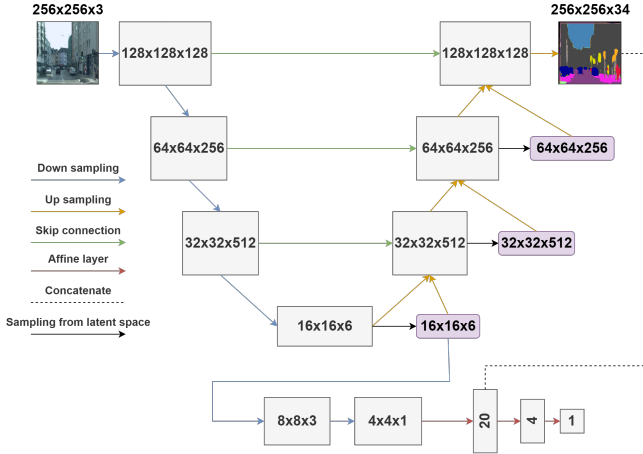 256x256x3
256x256x34
128x128x128
128x128x128
64x64x256
64x64x256
64x64x256
Down sampling
Up sampling
Skip connection
32x32x512
32x32x512
32x32x512
Affine layer
Concatenate
Sampling from latent space
16x16x6
16x16x6
8x8x3
4x4x1
20
4
1